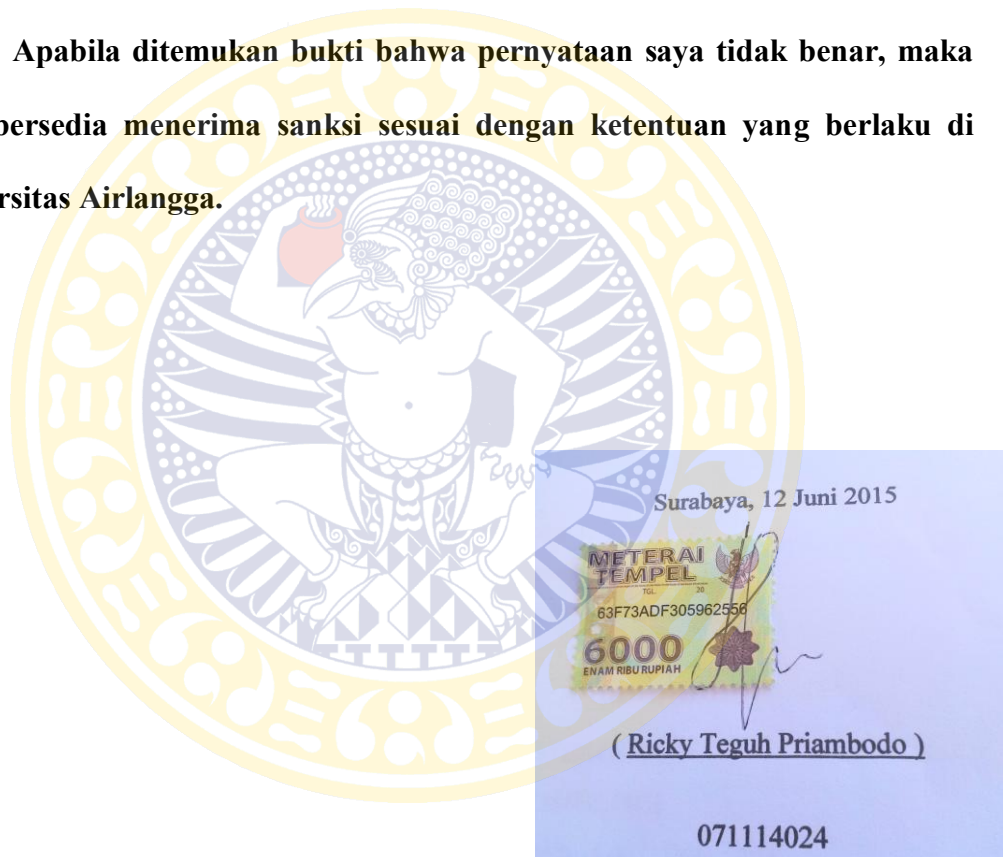 Apabila ditemukan bukti bahwa pernyataan saya tidak benar, maka
bersedia menerima sanksi sesuai dengan ketentuan yang berlaku di
rsitas Airlangga.
Surabaya, 12 Juni 2015
METERAI
TEMPEL
TGL. 20
63F73ADF305962556
6000
ENAM RIBU RUPIAH
( Ricky Teguh Priambodo )
071114024